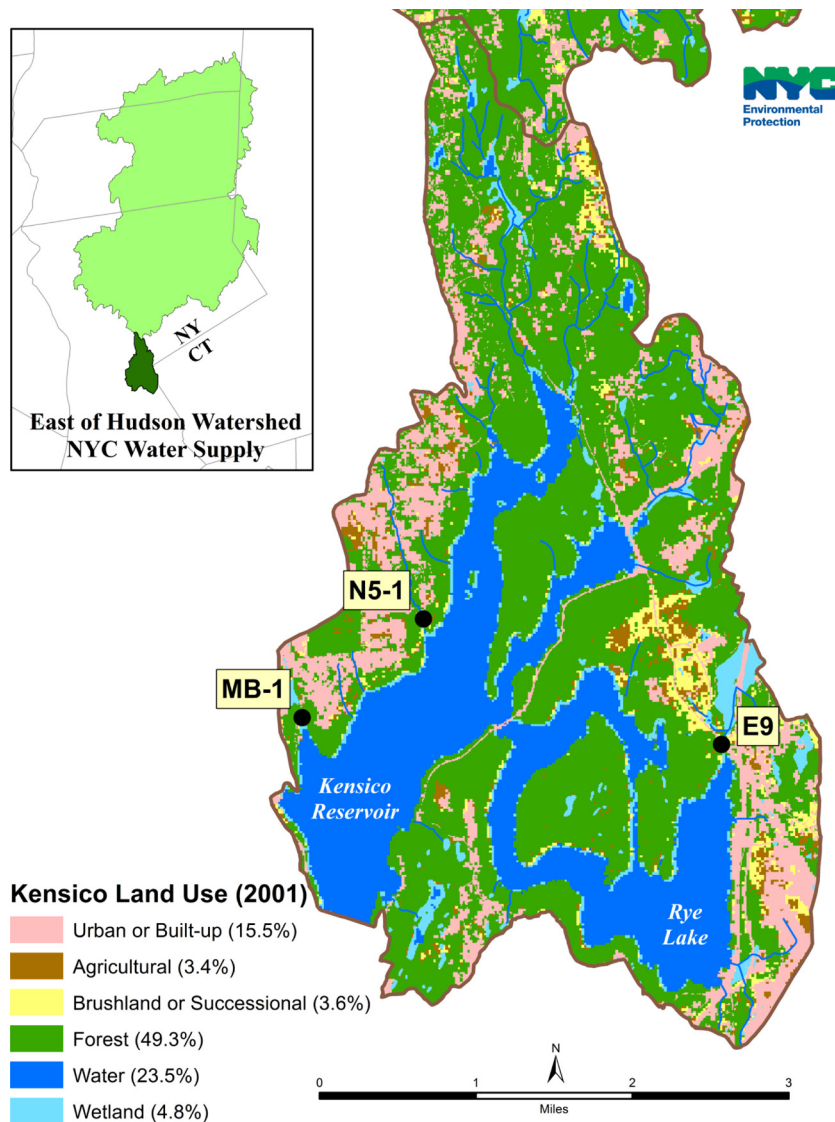 NY
CT
East of Hudson Watershed
NYC Water Supply
NYC
Environmental
Protection
N5-1
MB-1
E9
Kensico
Reservoir
Rye
Lake
Kensico Land Use (2001)
Urban or Built-up (15.5%)
Agricultural (3.4%)
Brushland or Successional (3.6%)
Forest (49.3%)
Water (23.5%)
Wetland (4.8%)
N
0 1 2 3
Miles